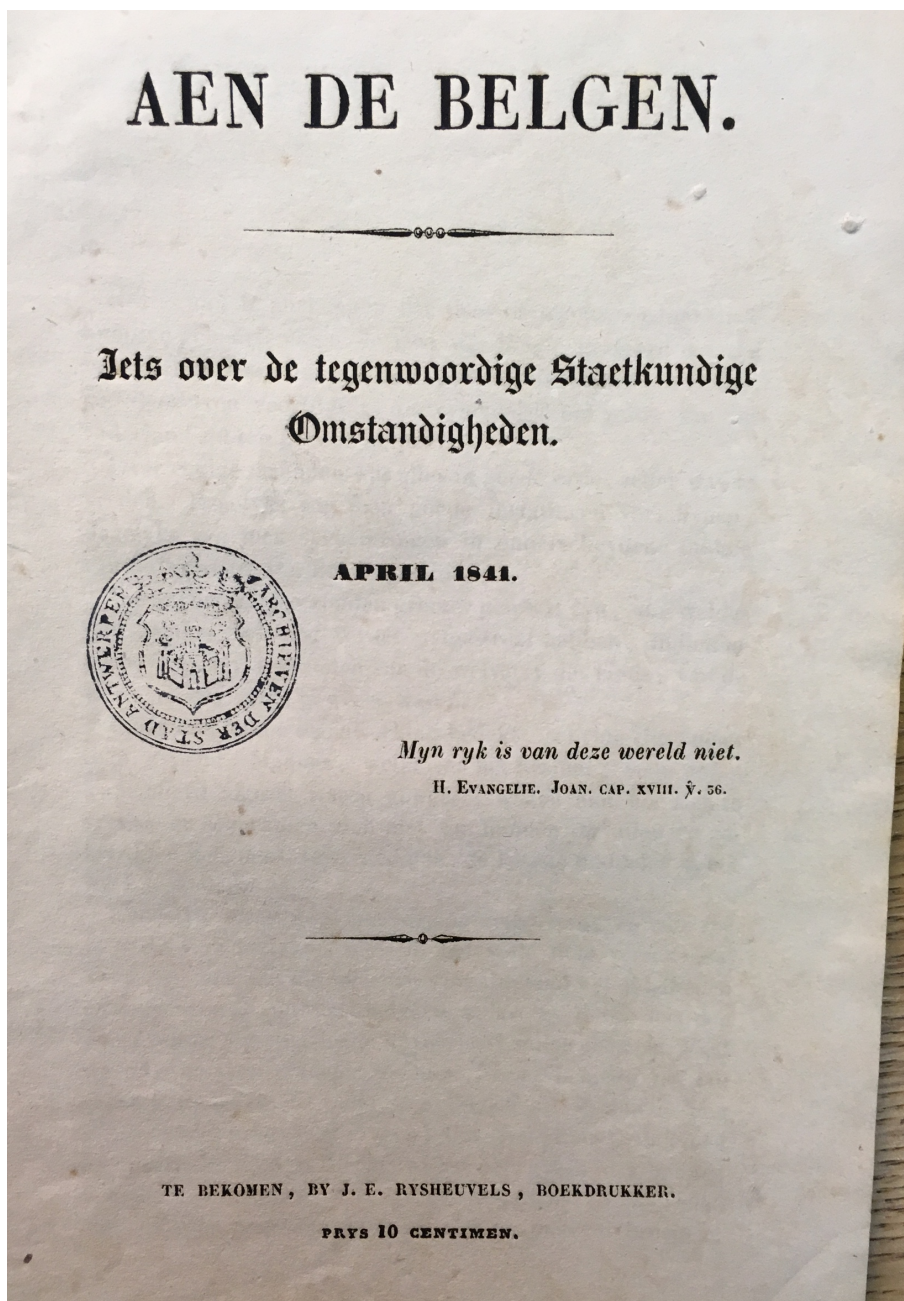 AEN DE BELGEN.
Iets over de tegenwoordige Staetkundige
Omstandigheden.
APRIL 1841.
ARCHIEVEN DER STAD ANTWERPEN
Myn ryk is van deze wereld niet.
H. EVANGELIE. JOAN. CAP. XVIII. ℣. 36.
TE BEKOMEN, BY J. E. RYSHEUVELS, BOEKDRUKKER.
PRYS 10 CENTIMEN.